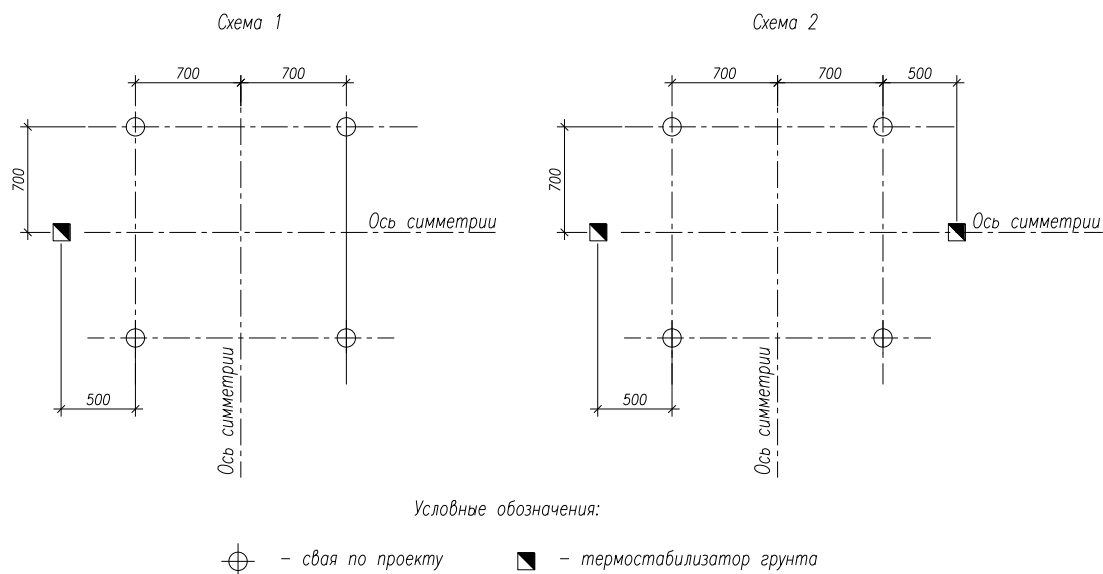 Схема 1
Схема 2
700 700
700 700 500
700
700
Ось симметрии
Ось симметрии
Ось симметрии
Ось симметрии
500
500
Условные обозначения:
- свая по проекту
- термостабилизатор грунта